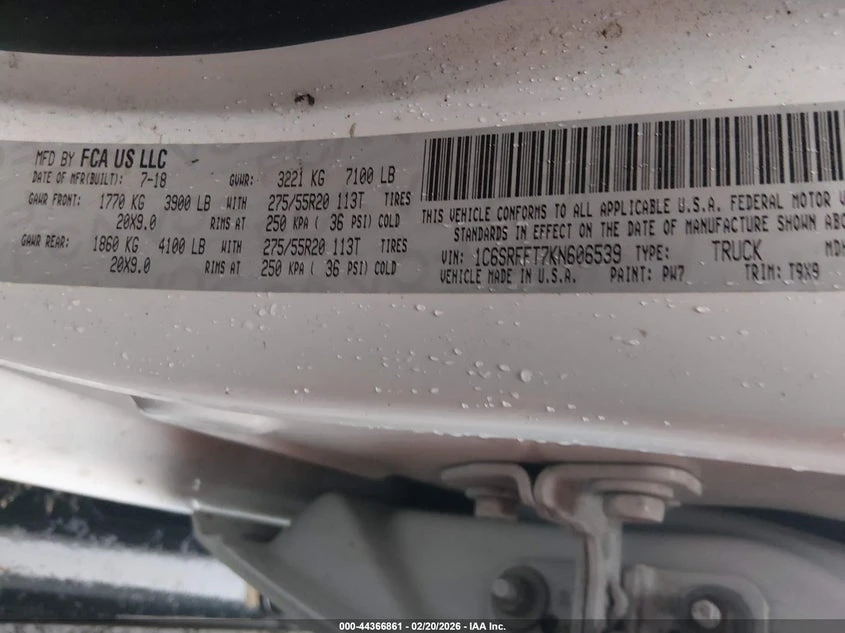 MFD BY FCA US LLC
DATE OF MFR(BUILT): 7-18 GVWR: 3221 KG 7100 LB
GAWR FRONT: 1770 KG 3900 LB WITH 275/55R20 113T TIRES
20X9.0 RIMS AT 250 KPA ( 36 PSI) COLD
GAWR REAR: 1860 KG 4100 LB WITH 275/55R20 113T TIRES
20X9.0 RIMS AT 250 KPA ( 36 PSI) COLD
THIS VEHICLE CONFORMS TO ALL APPLICABLE U.S.A. FEDERAL MOTOR V
STANDARDS IN EFFECT ON THE DATE OF MANUFACTURE SHOWN ABO
VIN: 1C6SRFFT7KN606539 TYPE: TRUCK MD
VEHICLE MADE IN U.S.A. PAINT: PW7 TRIM: T9X9
000-44366861 - 02/20/2026 - IAA Inc.